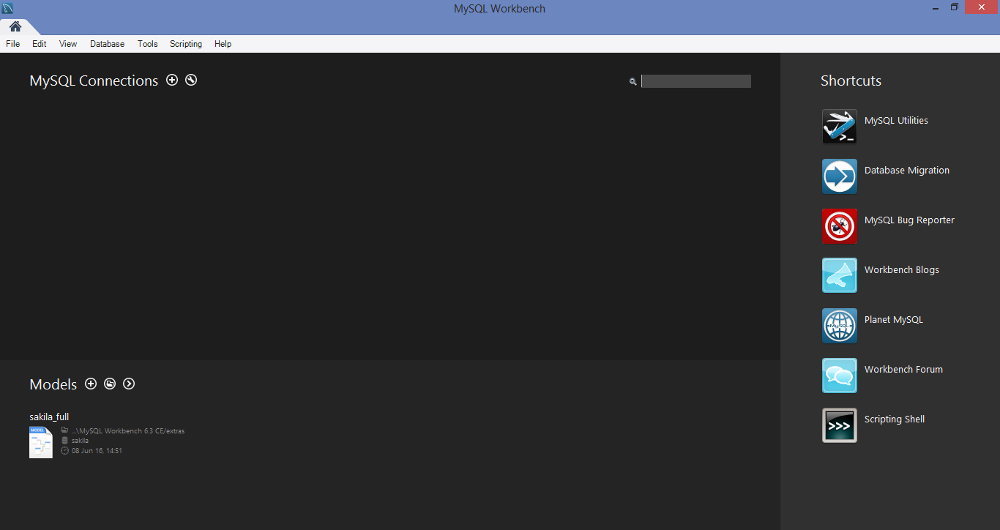 MySQL Workbench
File Edit View Database Tools Scripting Help
MySQL Connections
Shortcuts
MySQL Utilities
>_
Database Migration
MySQL Bug Reporter
Workbench Blogs
Planet MySQL
MySQL
Workbench Forum
Scripting Shell
>>>
Models
sakila_full
MODEL
...\MySQL Workbench 6.3 CE/extras
sakila
08 Jun 16, 14:51